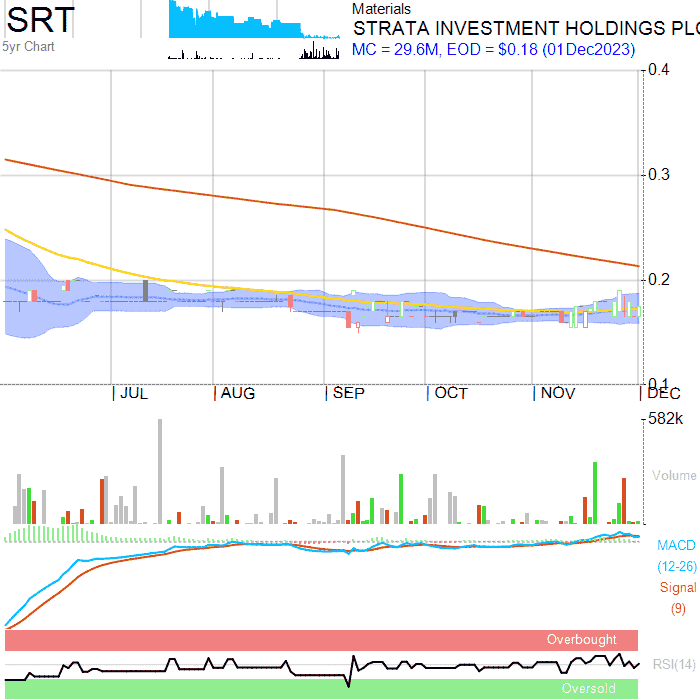 SRT
5yr Chart
Materials
STRATA INVESTMENT HOLDINGS PLC
MC = 29.6M, EOD = $0.18 (01Dec2023)
0.4
0.3
0.2
0.1
JUL AUG SEP OCT NOV DEC
582k
Volume
MACD
(12-26)
Signal
(9)
Overbought
RSI(14)
Oversold